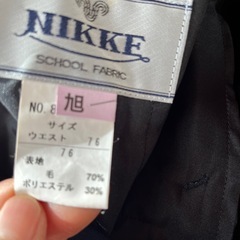 NIKKE
SCHOOL FABRIC
NO.8 旭
サイズ
ウエスト 76
76
表地
毛 70%
ポリエステル 30%